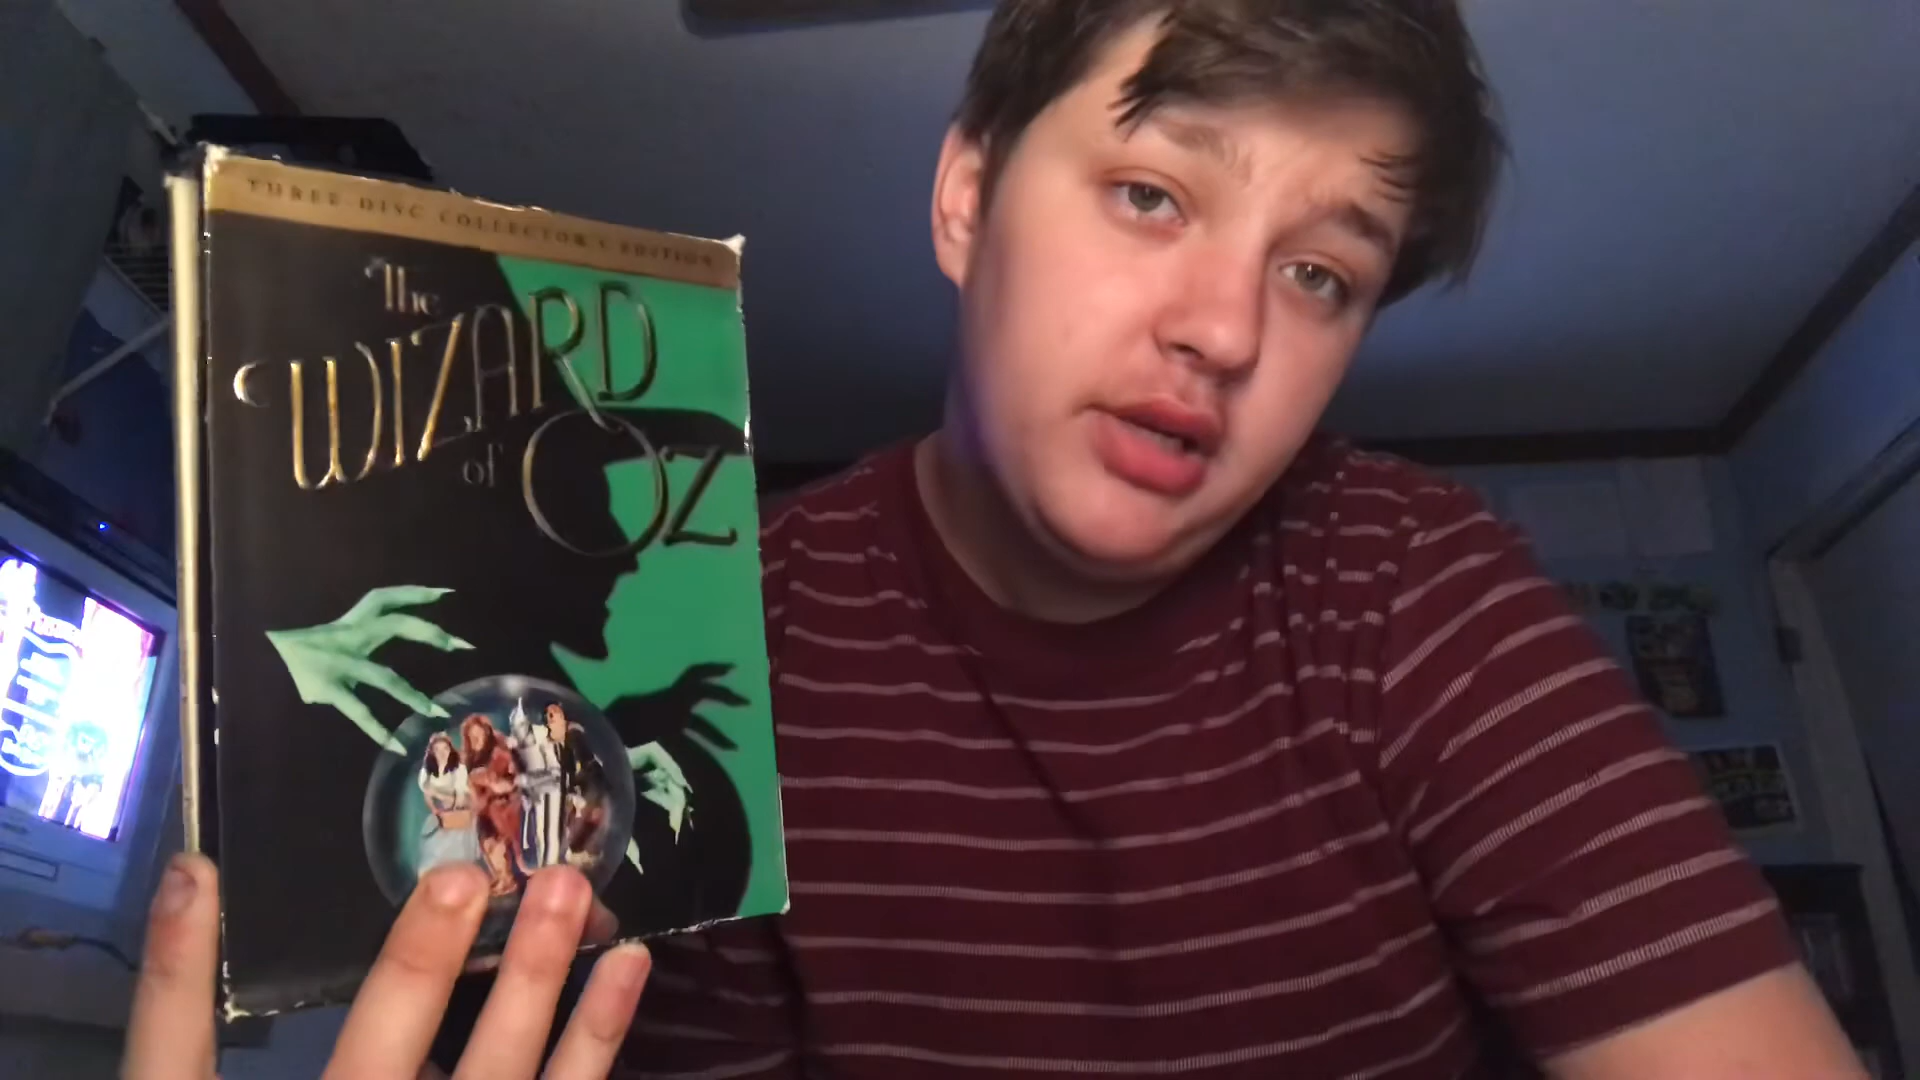 THREE-DISC COLLECTOR'S EDITION
The
WIZARD
of OZ